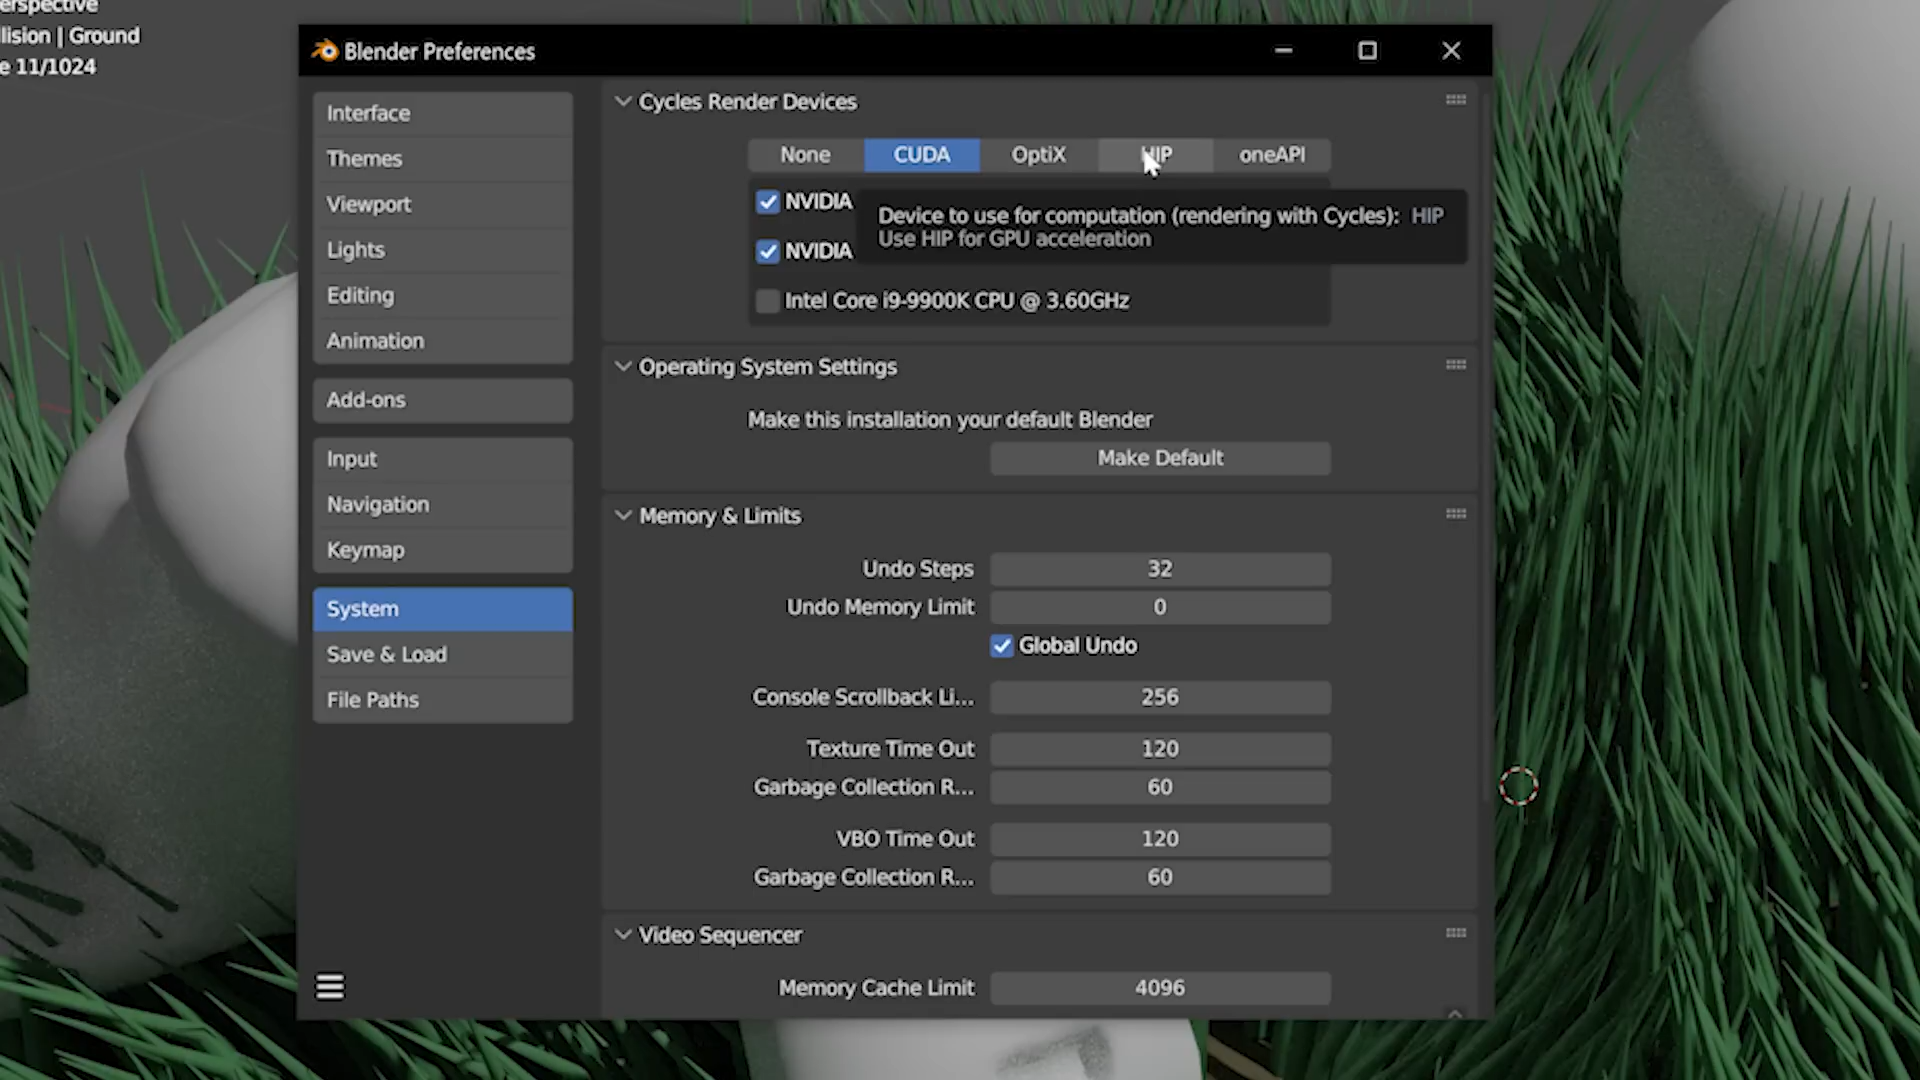 lision | Ground
e 11/1024
Blender Preferences
Interface
Themes
Viewport
Lights
Editing
Animation
Add-ons
Input
Navigation
Keymap
System
Save & Load
File Paths
Cycles Render Devices
None CUDA OptiX HIP oneAPI
NVIDIA
NVIDIA
Device to use for computation (rendering with Cycles): HIP
Use HIP for GPU acceleration
Intel Core i9-9900K CPU @ 3.60GHz
Operating System Settings
Make this installation your default Blender
Make Default
Memory & Limits
Undo Steps 32
Undo Memory Limit 0
Global Undo
Console Scrollback Li... 256
Texture Time Out 120
Garbage Collection R... 60
VBO Time Out 120
Garbage Collection R... 60
Video Sequencer
Memory Cache Limit 4096